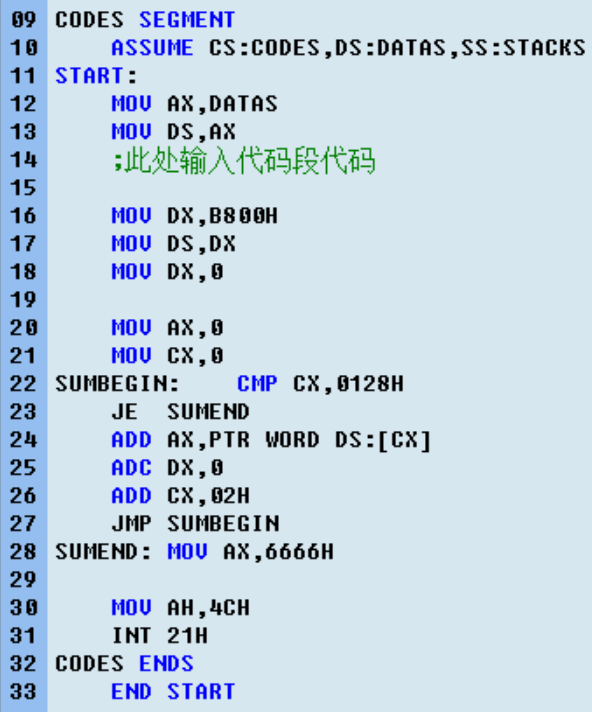 09 CODES SEGMENT
10 ASSUME CS:CODES,DS:DATAS,SS:STACKS
11 START:
12 MOV AX,DATAS
13 MOV DS,AX
14 ;此处输入代码段代码
15
16 MOV DX,B800H
17 MOV DS,DX
18 MOV DX,0
19
20 MOV AX,0
21 MOV CX,0
22 SUMBEGIN: CMP CX,0128H
23 JE SUMEND
24 ADD AX,PTR WORD DS:[CX]
25 ADC DX,0
26 ADD CX,02H
27 JMP SUMBEGIN
28 SUMEND: MOV AX,6666H
29
30 MOV AH,4CH
31 INT 21H
32 CODES ENDS
33 END START